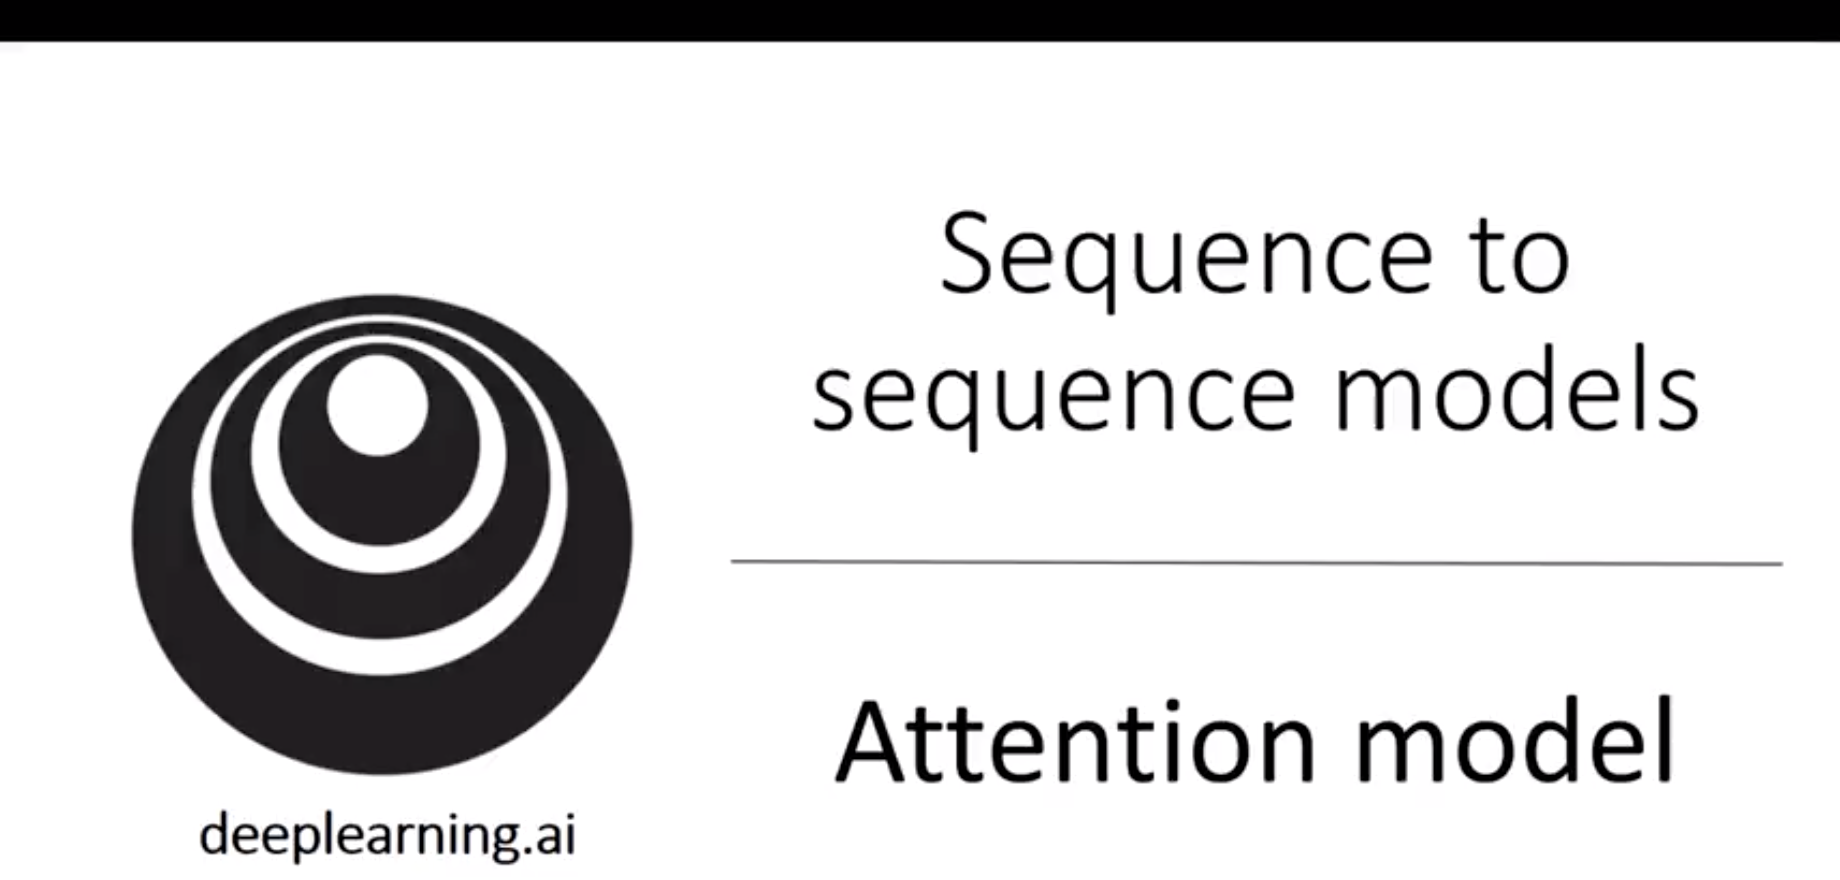 Sequence to
sequence models
Attention model
deeplearning.ai